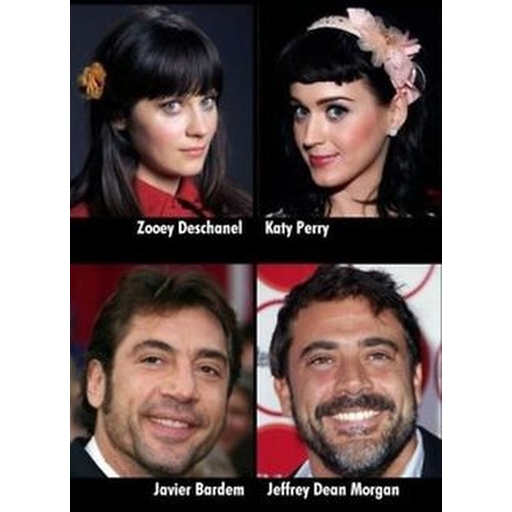 Zooey Deschanel
Katy Perry
Javier Bardem
Jeffrey Dean Morgan